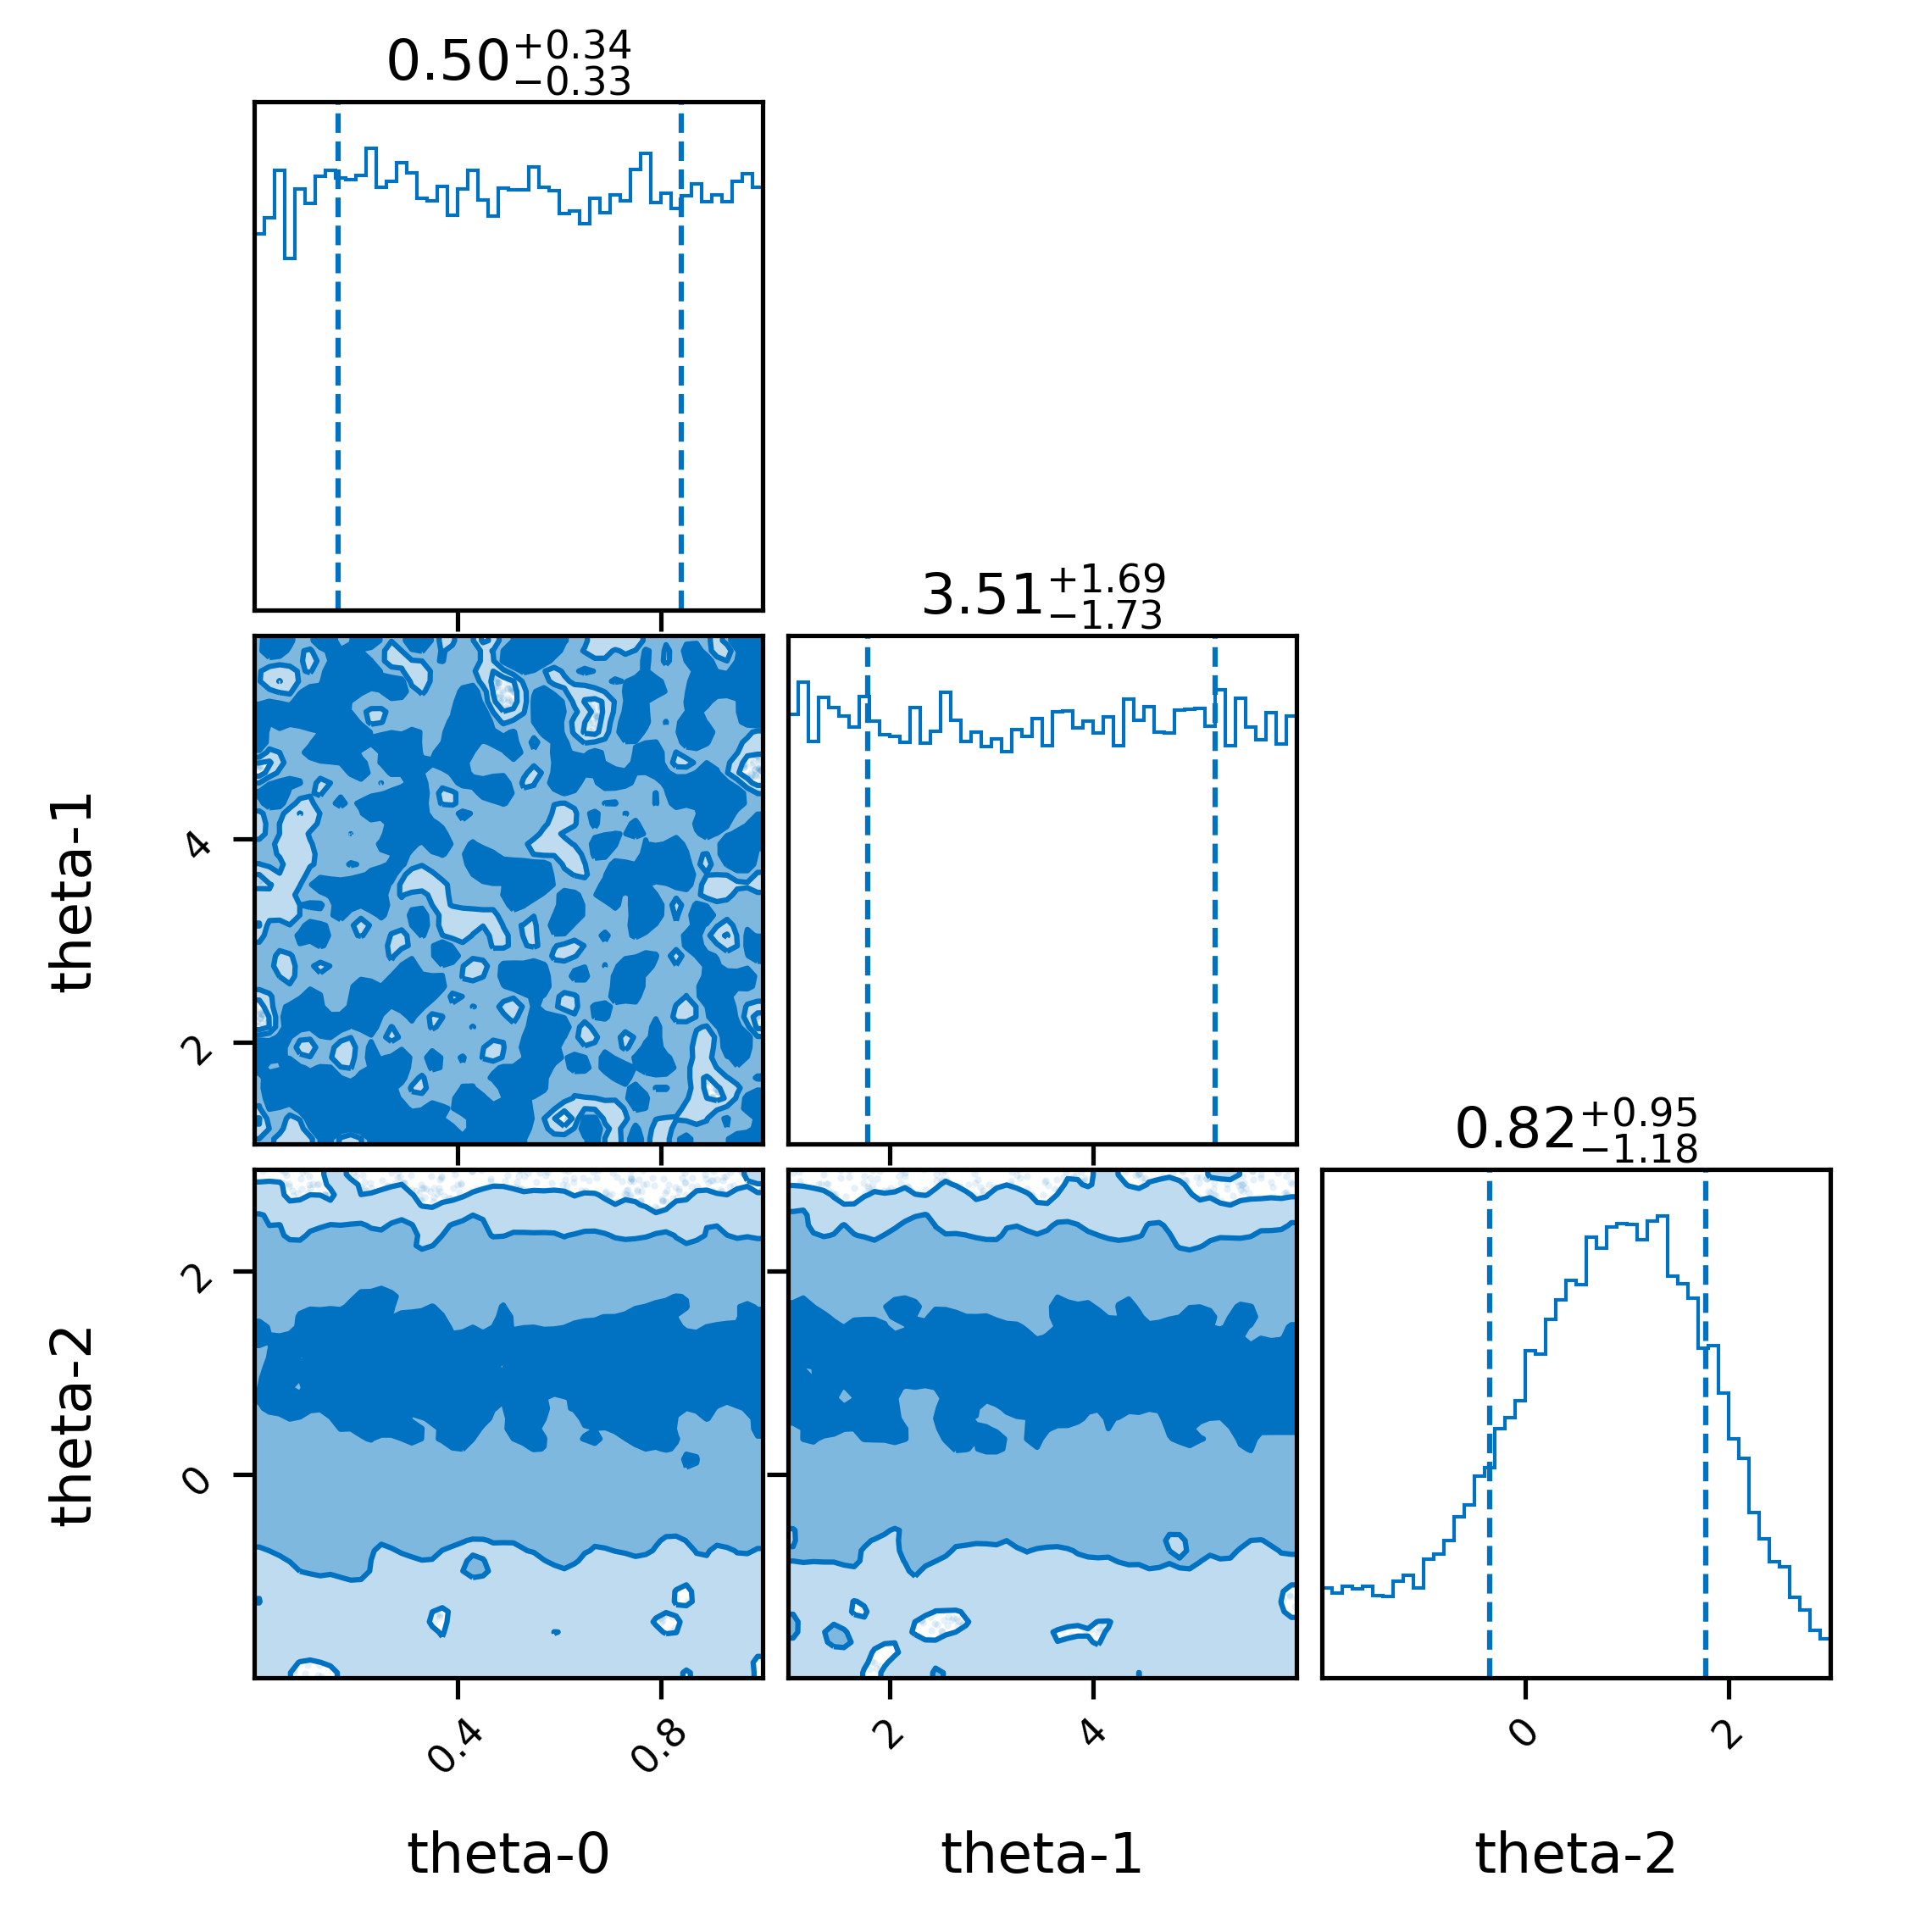 0.50 +0.34 −0.33
3.51 +1.69 −1.73
theta-1
4
2
0.82 +0.95 −1.18
theta-2
2
0
0.4 0.8 2 4 0 2
theta-0 theta-1 theta-2